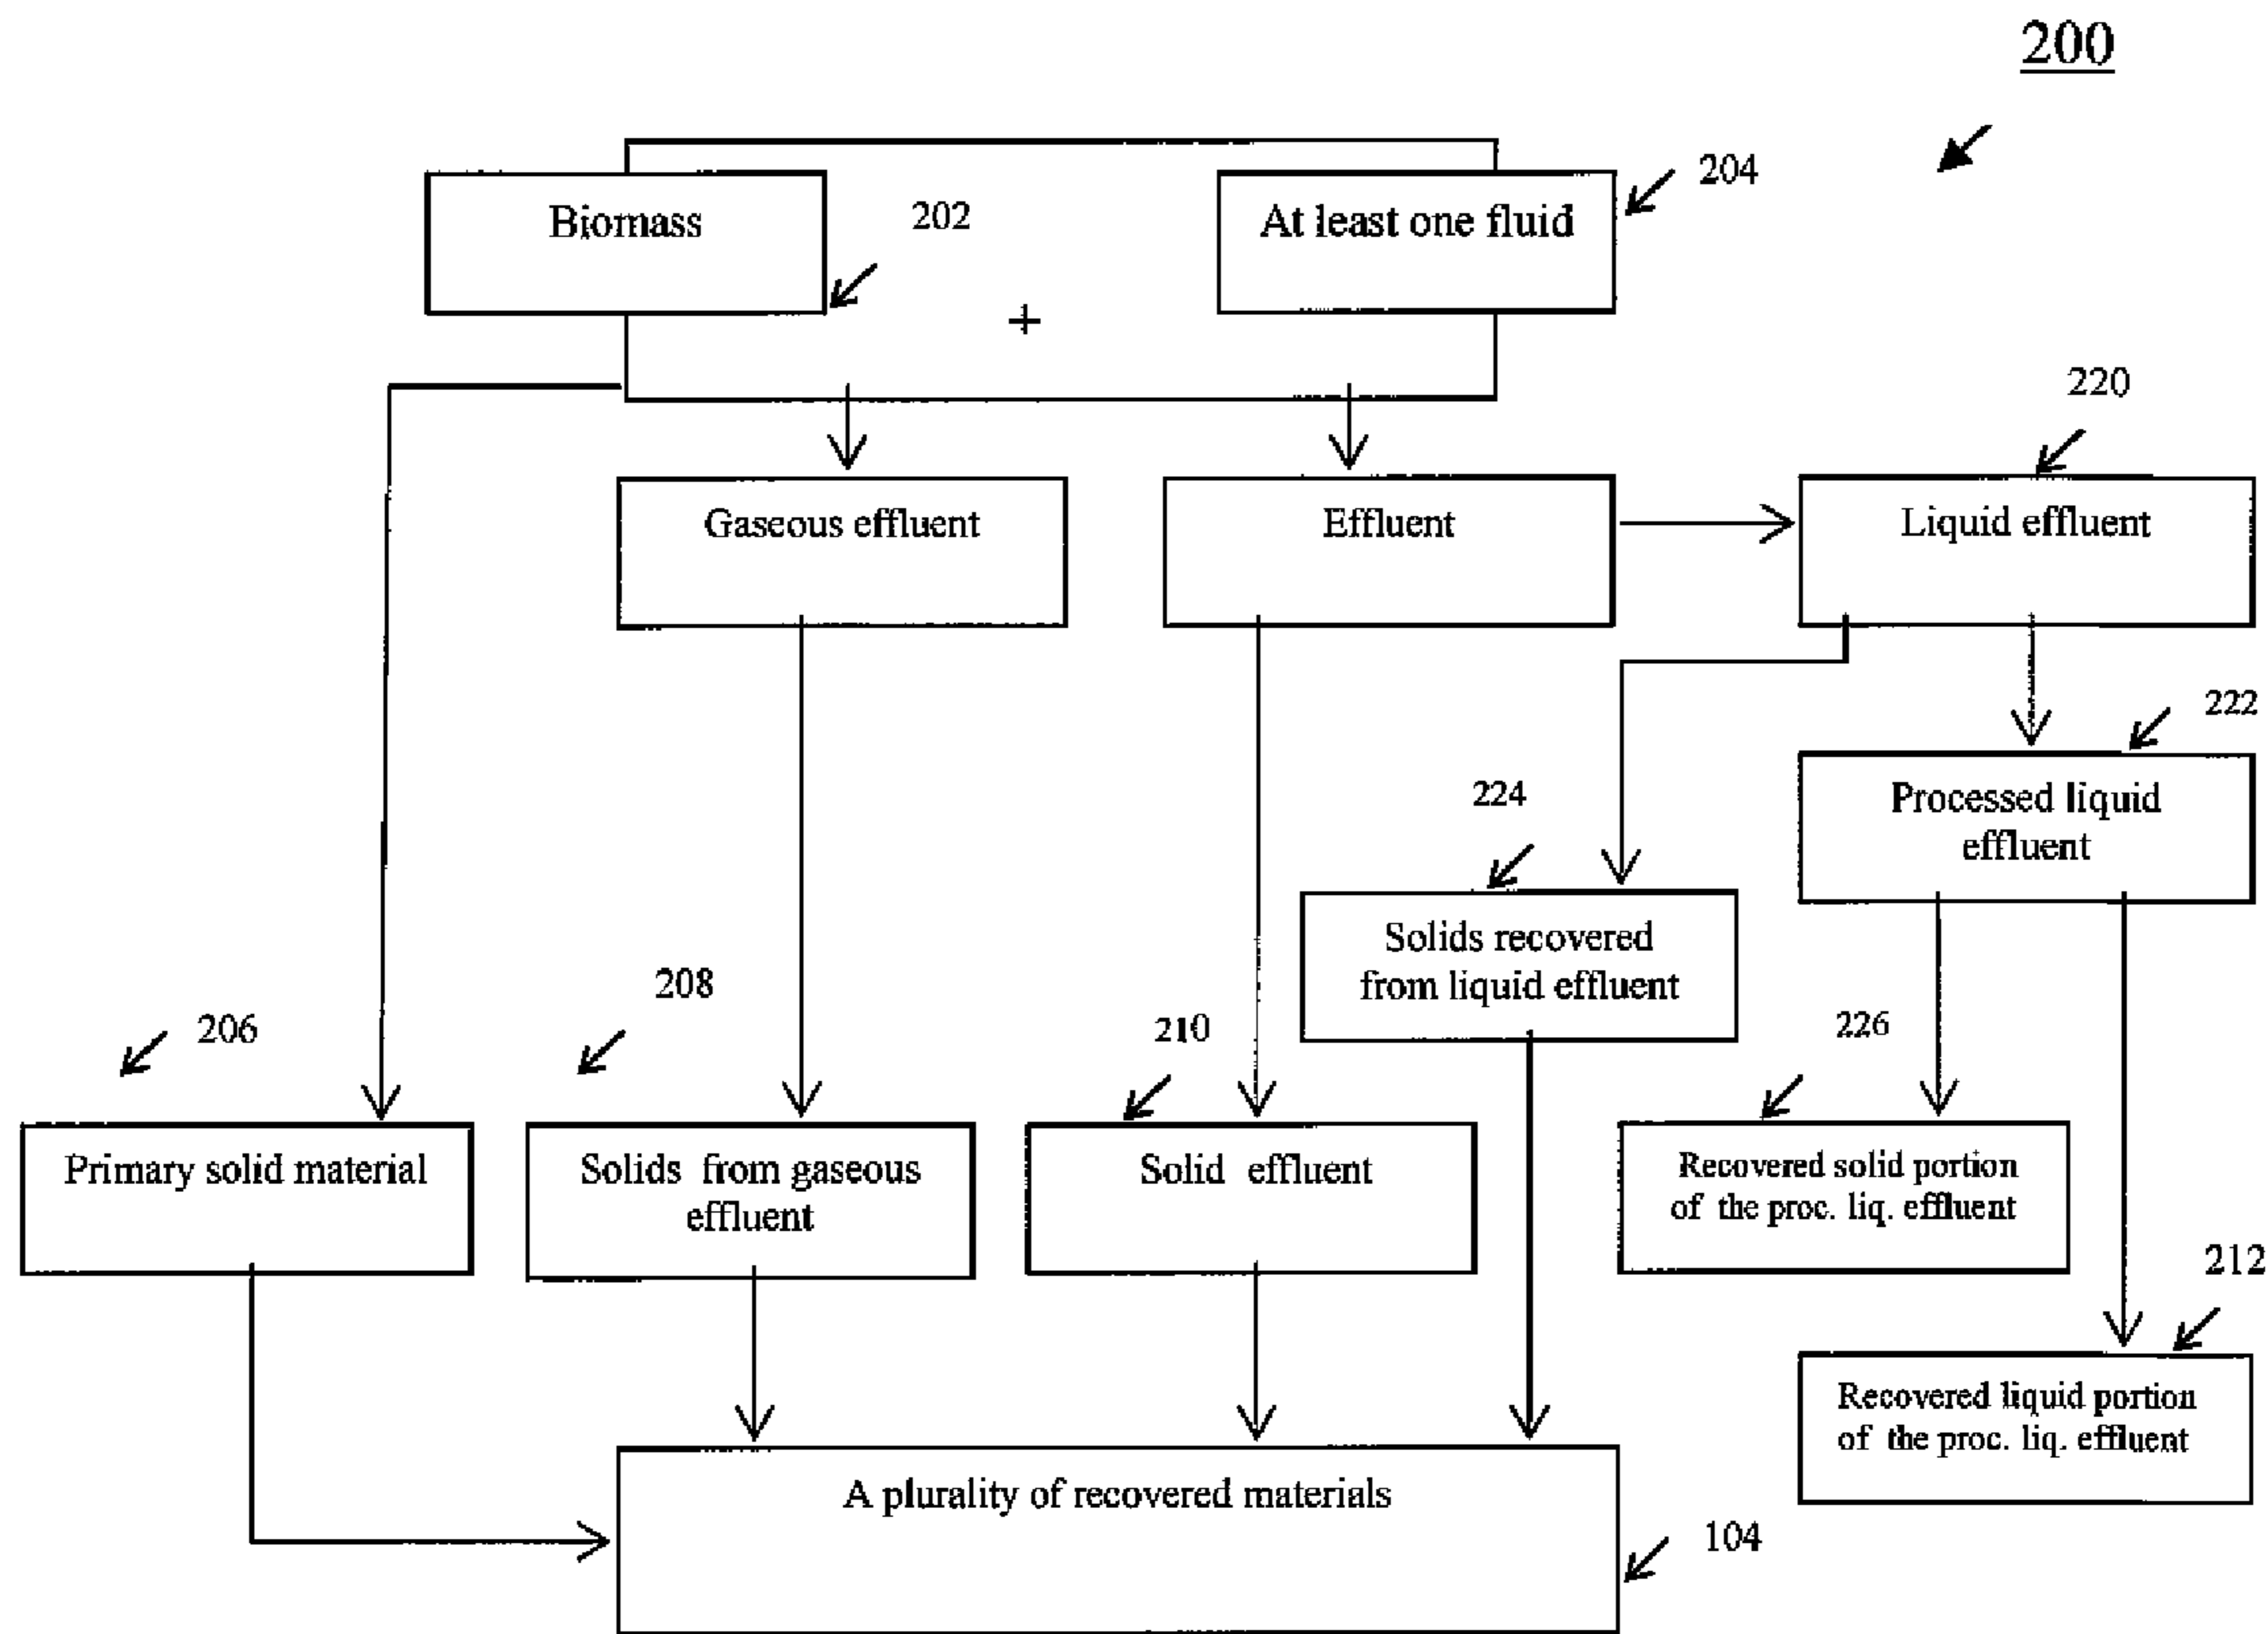 200
204
Biomass
202
At least one fluid
+
220
Gaseous effluent
Effluent
Liquid effluent
222
224
Processed liquid
effluent
Solids recovered
from liquid effluent
208
206
210
226
Primary solid material
Solids from gaseous
effluent
Solid effluent
Recovered solid portion
of the proc. liq. effluent
212
Recovered liquid portion
of the proc. liq. effluent
A plurality of recovered materials
104